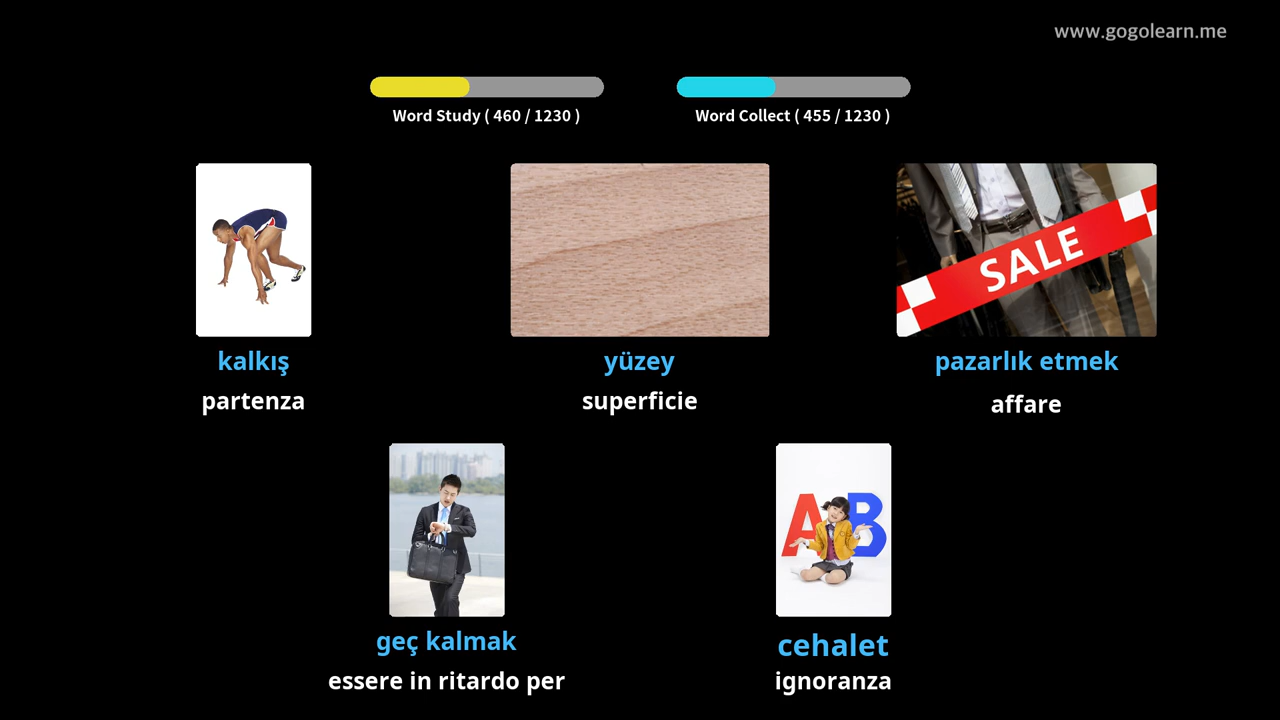 www.gogolearn.me
Word Study ( 460 / 1230 )
Word Collect ( 455 / 1230 )
SALE
kalkış
yüzey
pazarlık etmek
partenza
superficie
affare
A B
geç kalmak
cehalet
essere in ritardo per
ignoranza